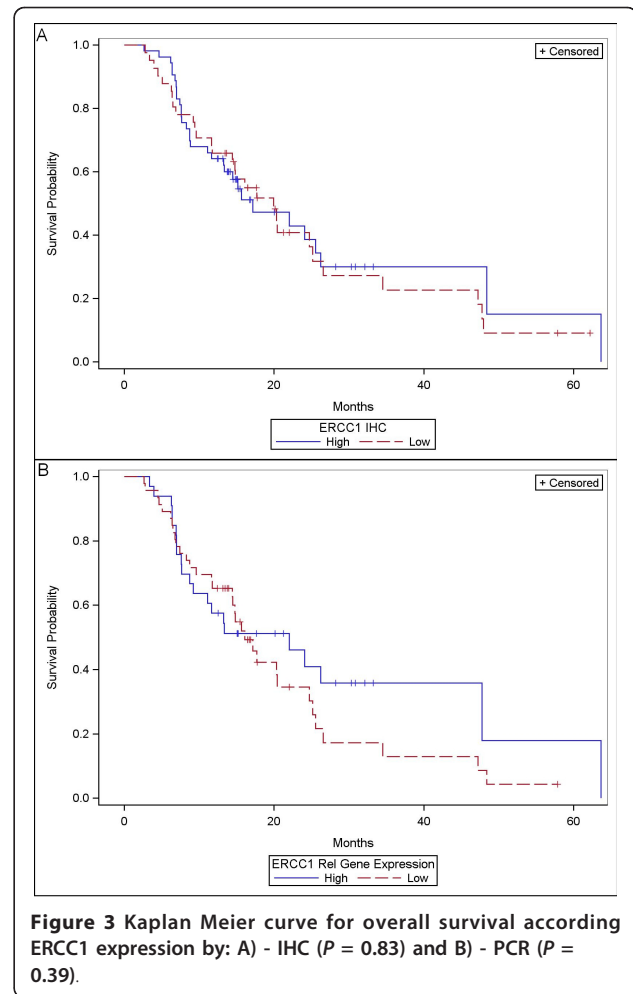 A
+ Censored
1.0
0.8
0.6
0.4
0.2
0.0
Survival Probability
0 20 40 60
Months
ERCC1 IHC
High Low
B
+ Censored
1.0
0.8
0.6
0.4
0.2
0.0
Survival Probability
0 20 40 60
Months
ERCC1 Rel Gene Expression
High Low
Figure 3 Kaplan Meier curve for overall survival according
ERCC1 expression by: A) - IHC (P = 0.83) and B) - PCR (P =
0.39).